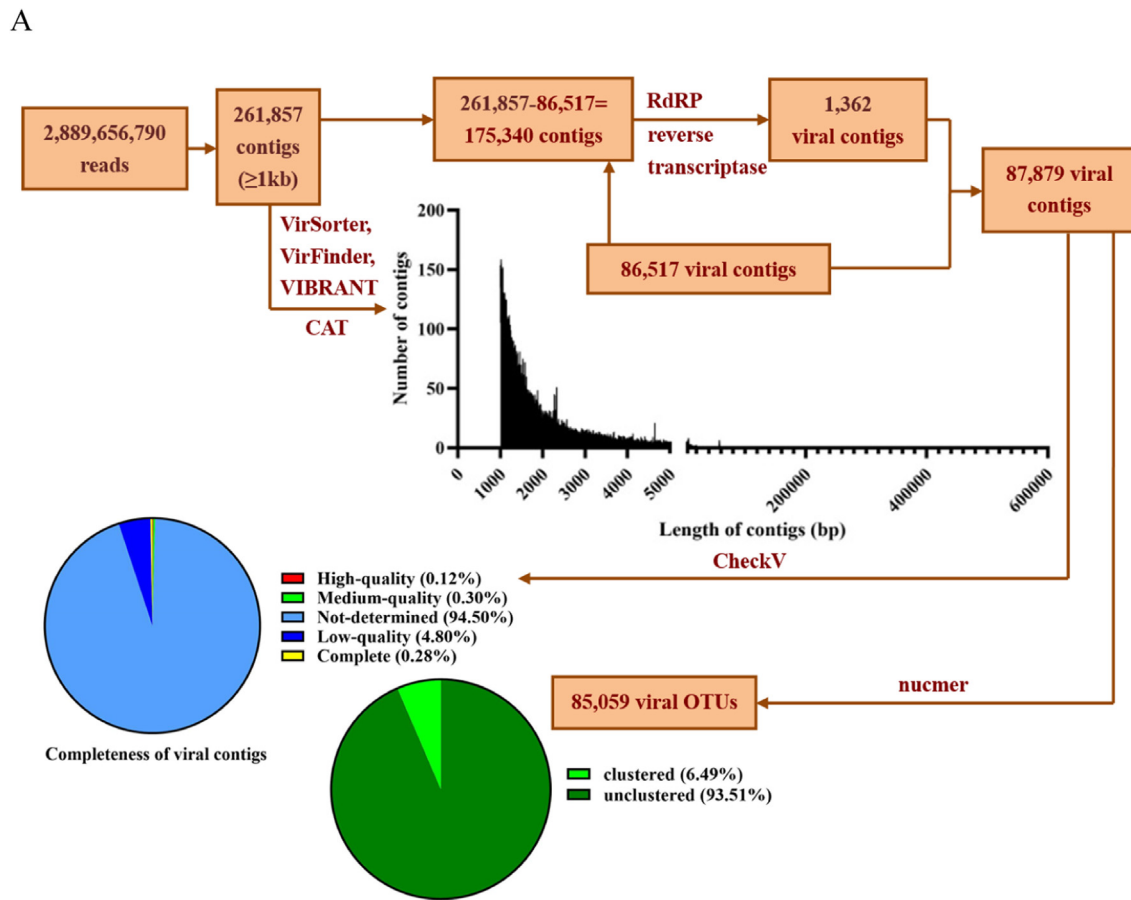 A
2,889,656,790
reads
261,857
contigs
(≥1kb)
261,857-86,517=
175,340 contigs
RdRP
reverse
transcriptase
1,362
viral contigs
87,879 viral
contigs
86,517 viral contigs
VirSorter,
VirFinder,
VIBRANT
CAT
Number of contigs
200
150
100
50
0
0
1000
2000
3000
4000
5000
200000
400000
600000
Length of contigs (bp)
CheckV
High-quality (0.12%)
Medium-quality (0.30%)
Not-determined (94.50%)
Low-quality (4.80%)
Complete (0.28%)
Completeness of viral contigs
85,059 viral OTUs
nucmer
clustered (6.49%)
unclustered (93.51%)